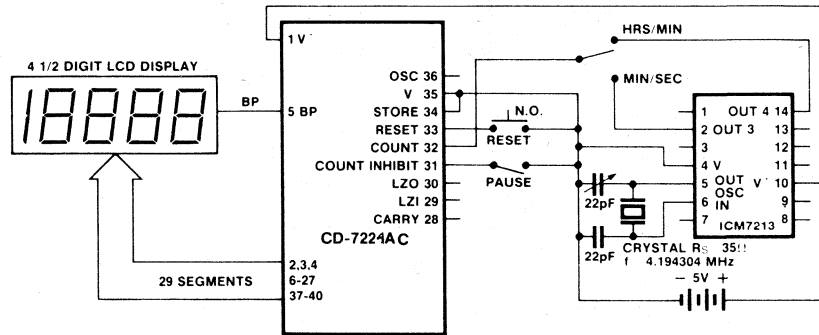 4 1/2 DIGIT LCD DISPLAY
18888
BP
29 SEGMENTS
1 V
5 BP
OSC 36
V 35
STORE 34
RESET 33
COUNT 32
COUNT INHIBIT 31
LZO 30
LZI 29
CARRY 28
CD-7224AC
2,3,4
6-27
37-40
N.O.
RESET
PAUSE
HRS/MIN
MIN/SEC
22pF
22pF
CRYSTAL RS 35Ω
f 4.194304 MHz
− 5V +
1 OUT 4 14
2 OUT 3 13
3 12
4 V 11
5 OUT V 10
OSC
6 IN 9
7 8
ICM7213